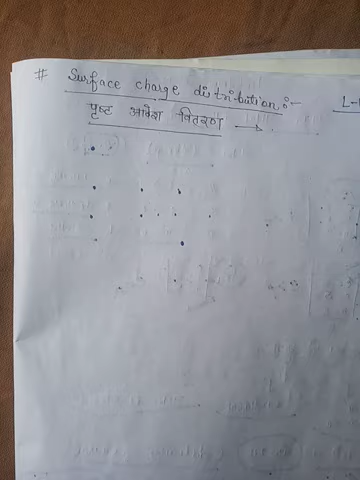 # Surface charge distribution :-
पृष्ट आवेश वितरण →